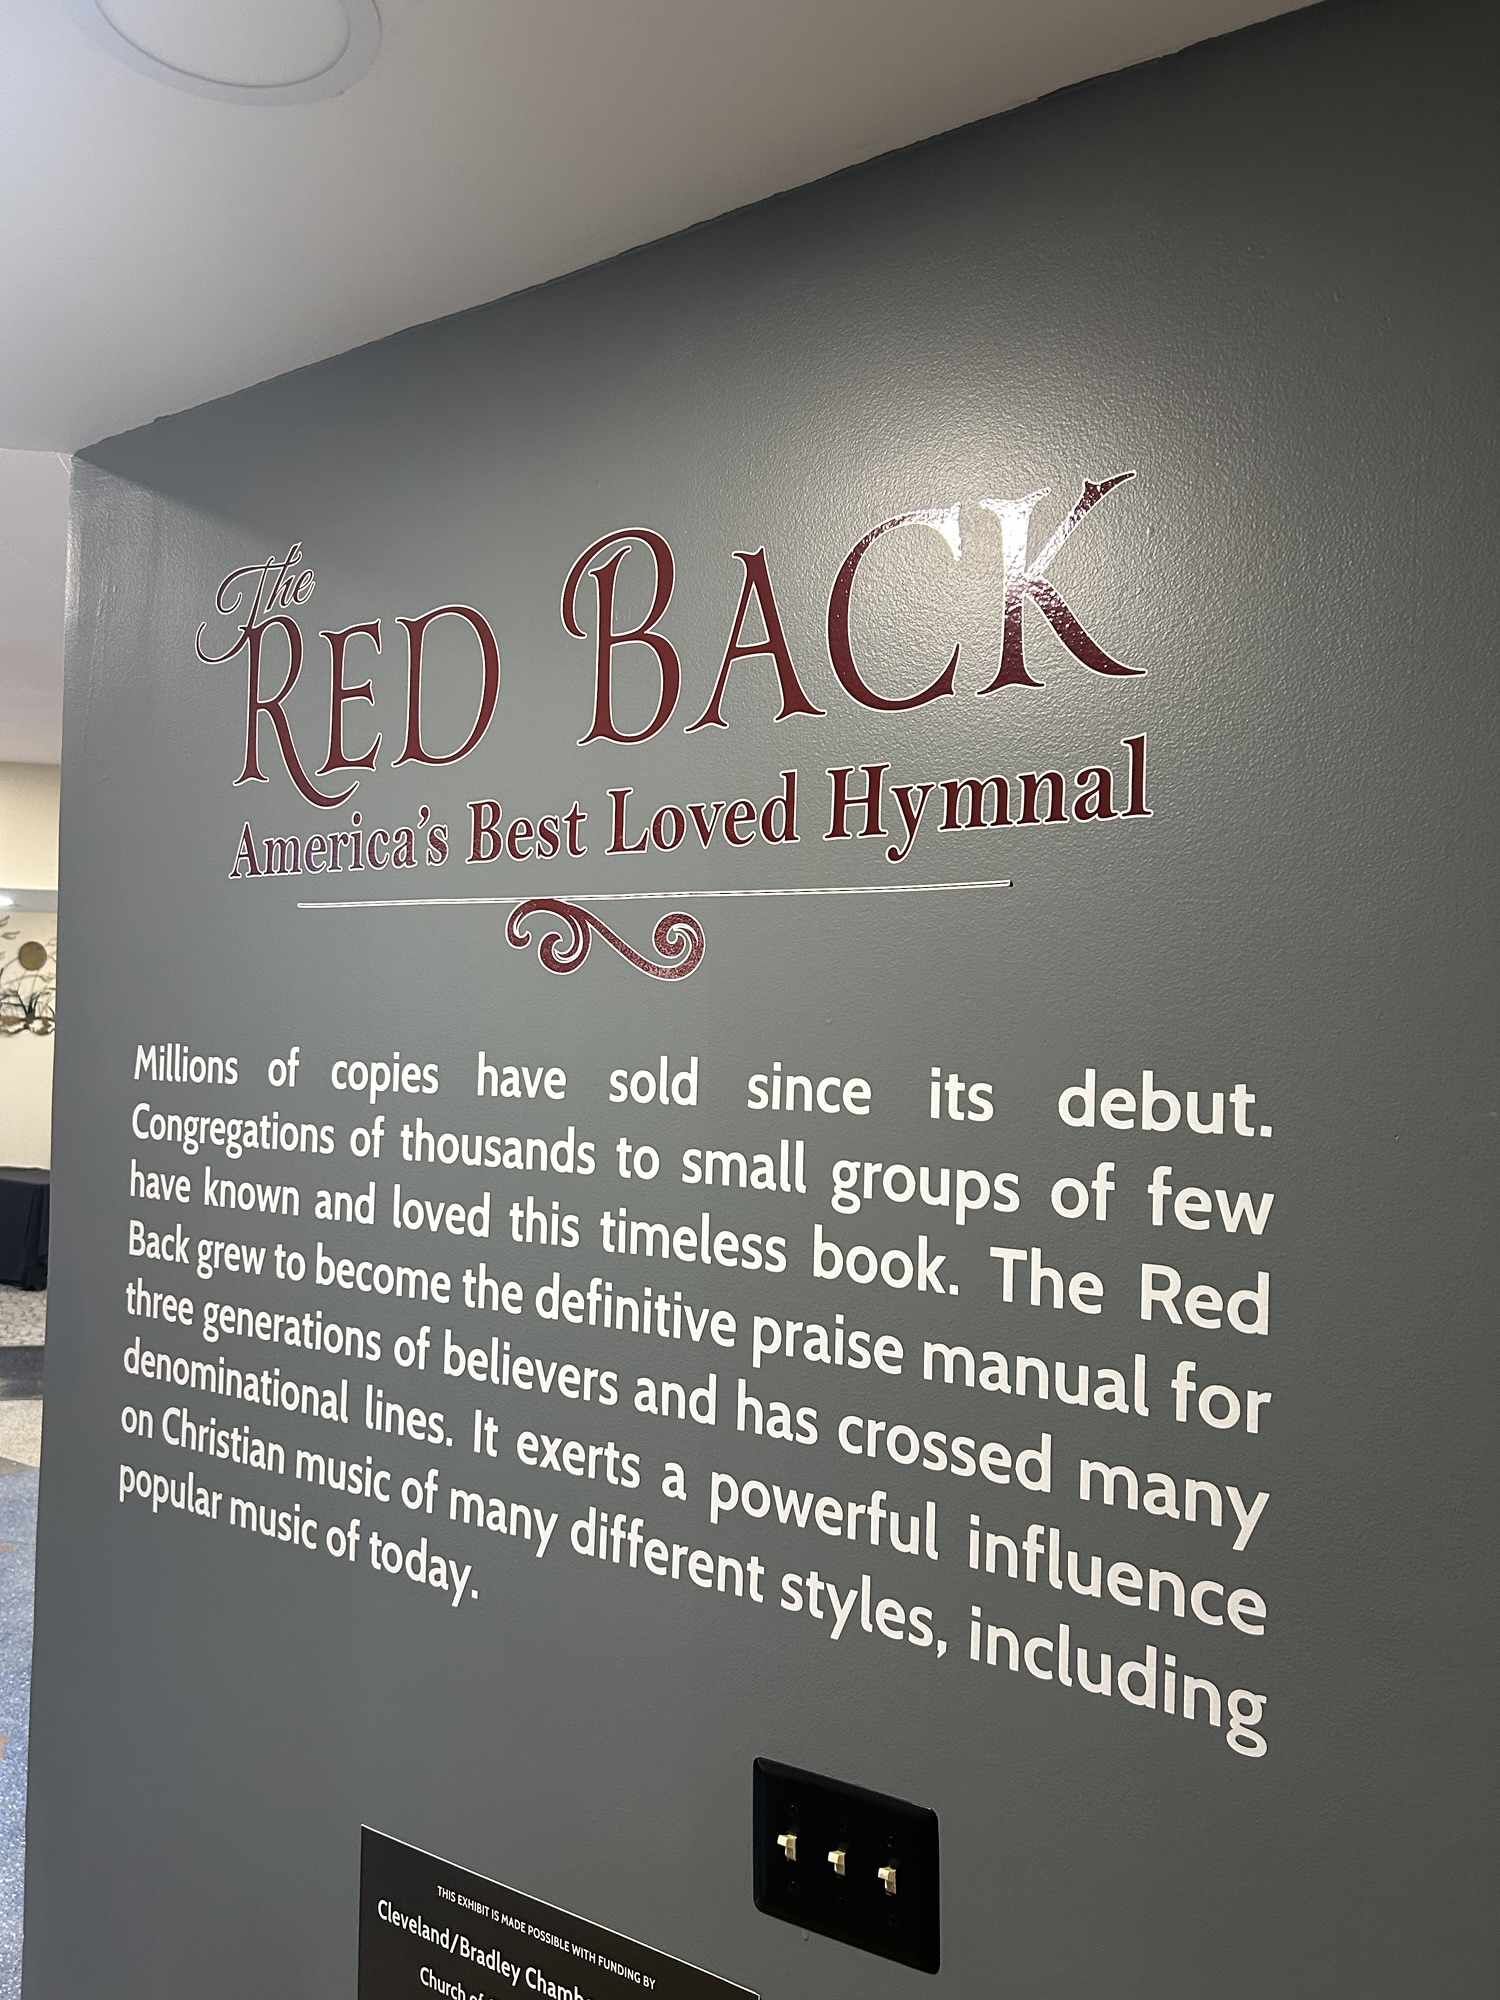 The
RED BACK
America's Best Loved Hymnal
Millions of copies have sold since its debut.
Congregations of thousands to small groups of few
have known and loved this timeless book. The Red
Back grew to become the definitive praise manual for
three generations of believers and has crossed many
denominational lines. It exerts a powerful influence
on Christian music of many different styles, including
popular music of today.
THIS EXHIBIT IS MADE POSSIBLE WITH FUNDING BY
Cleveland/Bradley
Church